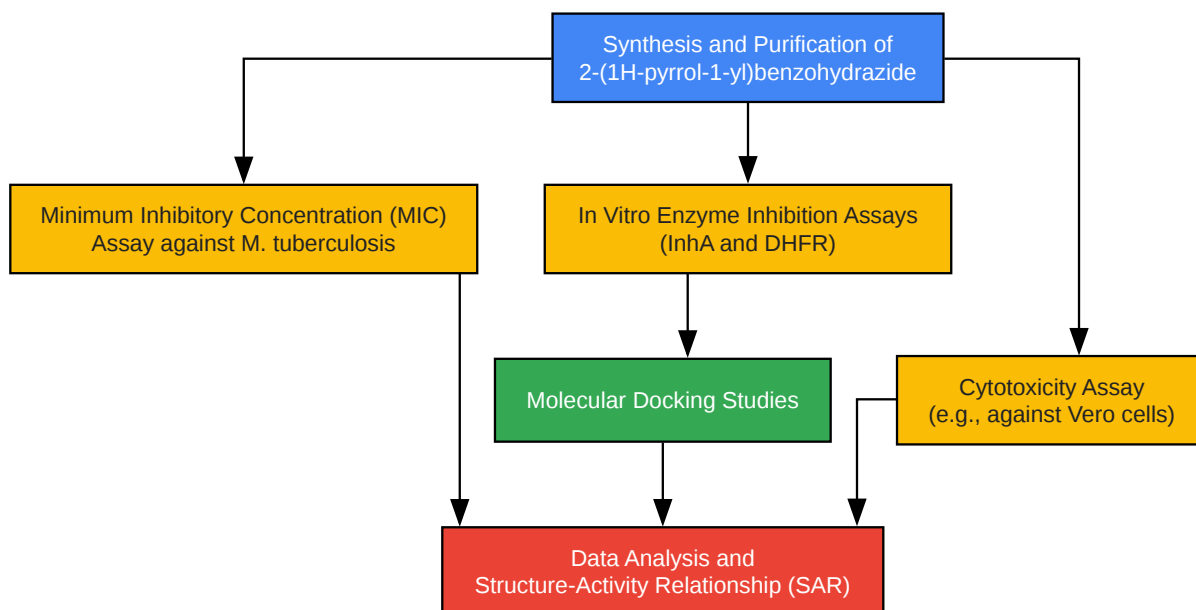 Synthesis and Purification of
2-(1H-pyrrol-1-yl)benzohydrazide
Minimum Inhibitory Concentration (MIC)
Assay against M. tuberculosis
In Vitro Enzyme Inhibition Assays
(InhA and DHFR)
Molecular Docking Studies
Cytotoxicity Assay
(e.g., against Vero cells)
Data Analysis and
Structure-Activity Relationship (SAR)